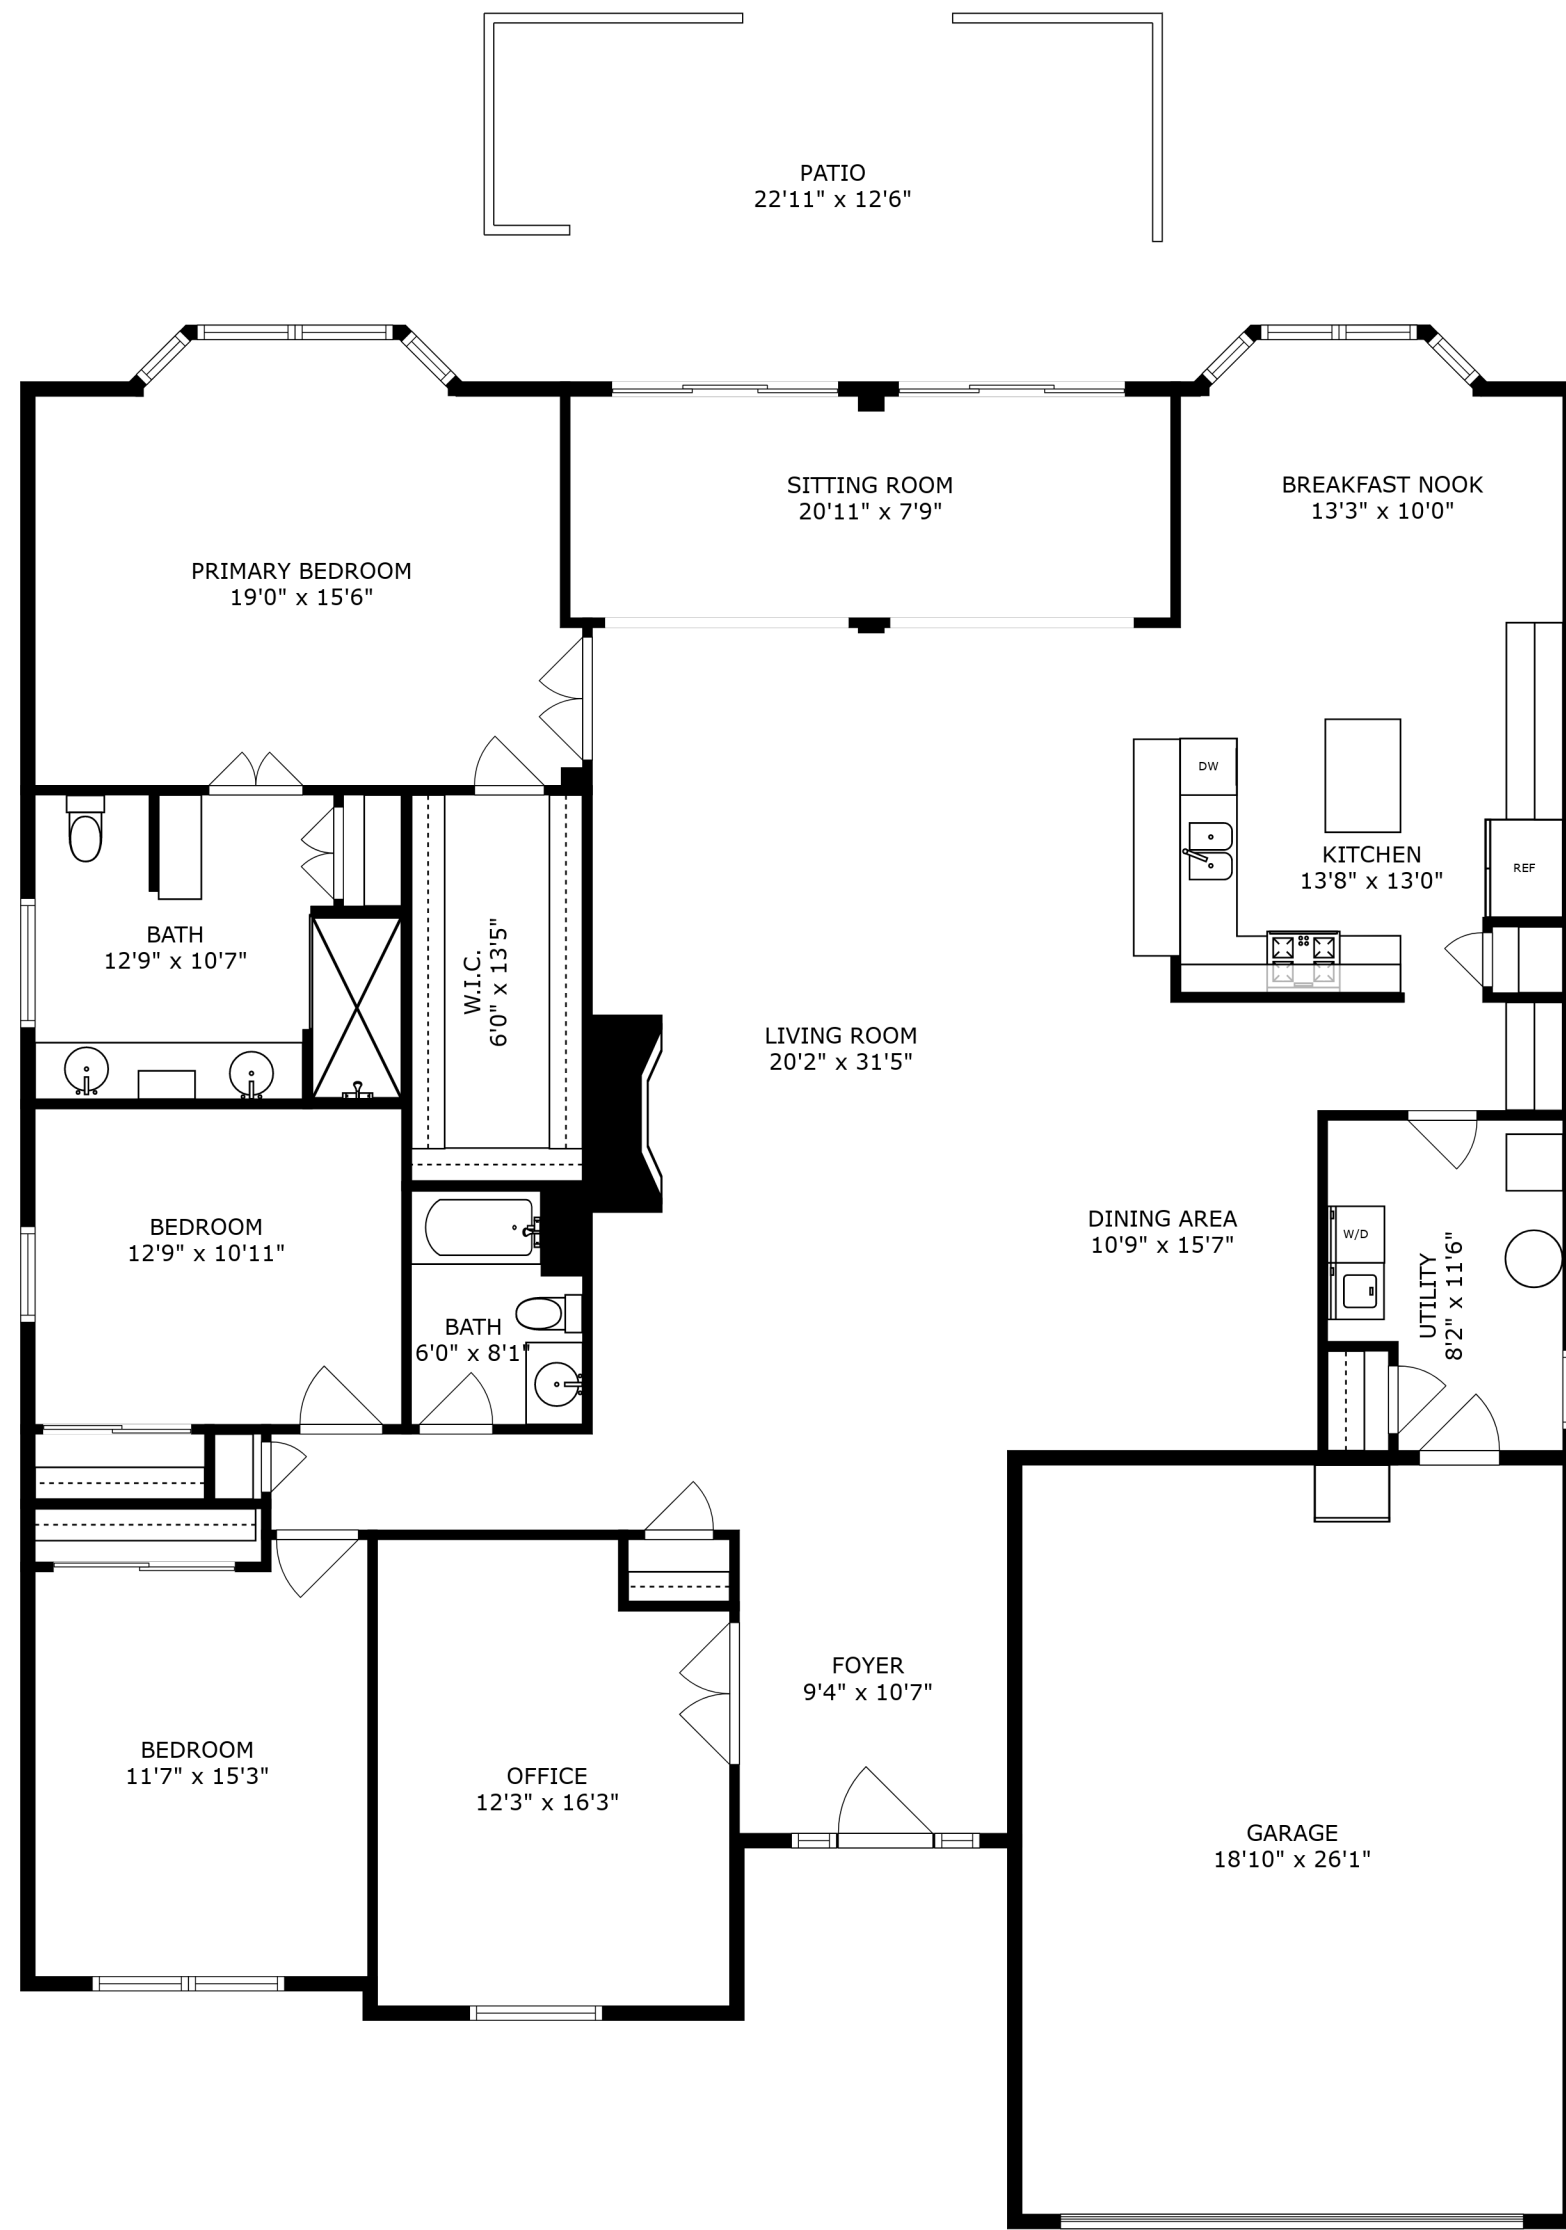 PATIO
22'11" x 12'6"
SITTING ROOM
20'11" x 7'9"
BREAKFAST NOOK
13'3" x 10'0"
PRIMARY BEDROOM
19'0" x 15'6"
DW
KITCHEN
13'8" x 13'0"
REF
BATH
12'9" x 10'7"
W.I.C.
6'0" x 13'5"
LIVING ROOM
20'2" x 31'5"
BEDROOM
12'9" x 10'11"
DINING AREA
10'9" x 15'7"
W/D
UTILITY
8'2" x 11'6"
BATH
6'0" x 8'1"
FOYER
9'4" x 10'7"
BEDROOM
11'7" x 15'3"
OFFICE
12'3" x 16'3"
GARAGE
18'10" x 26'1"